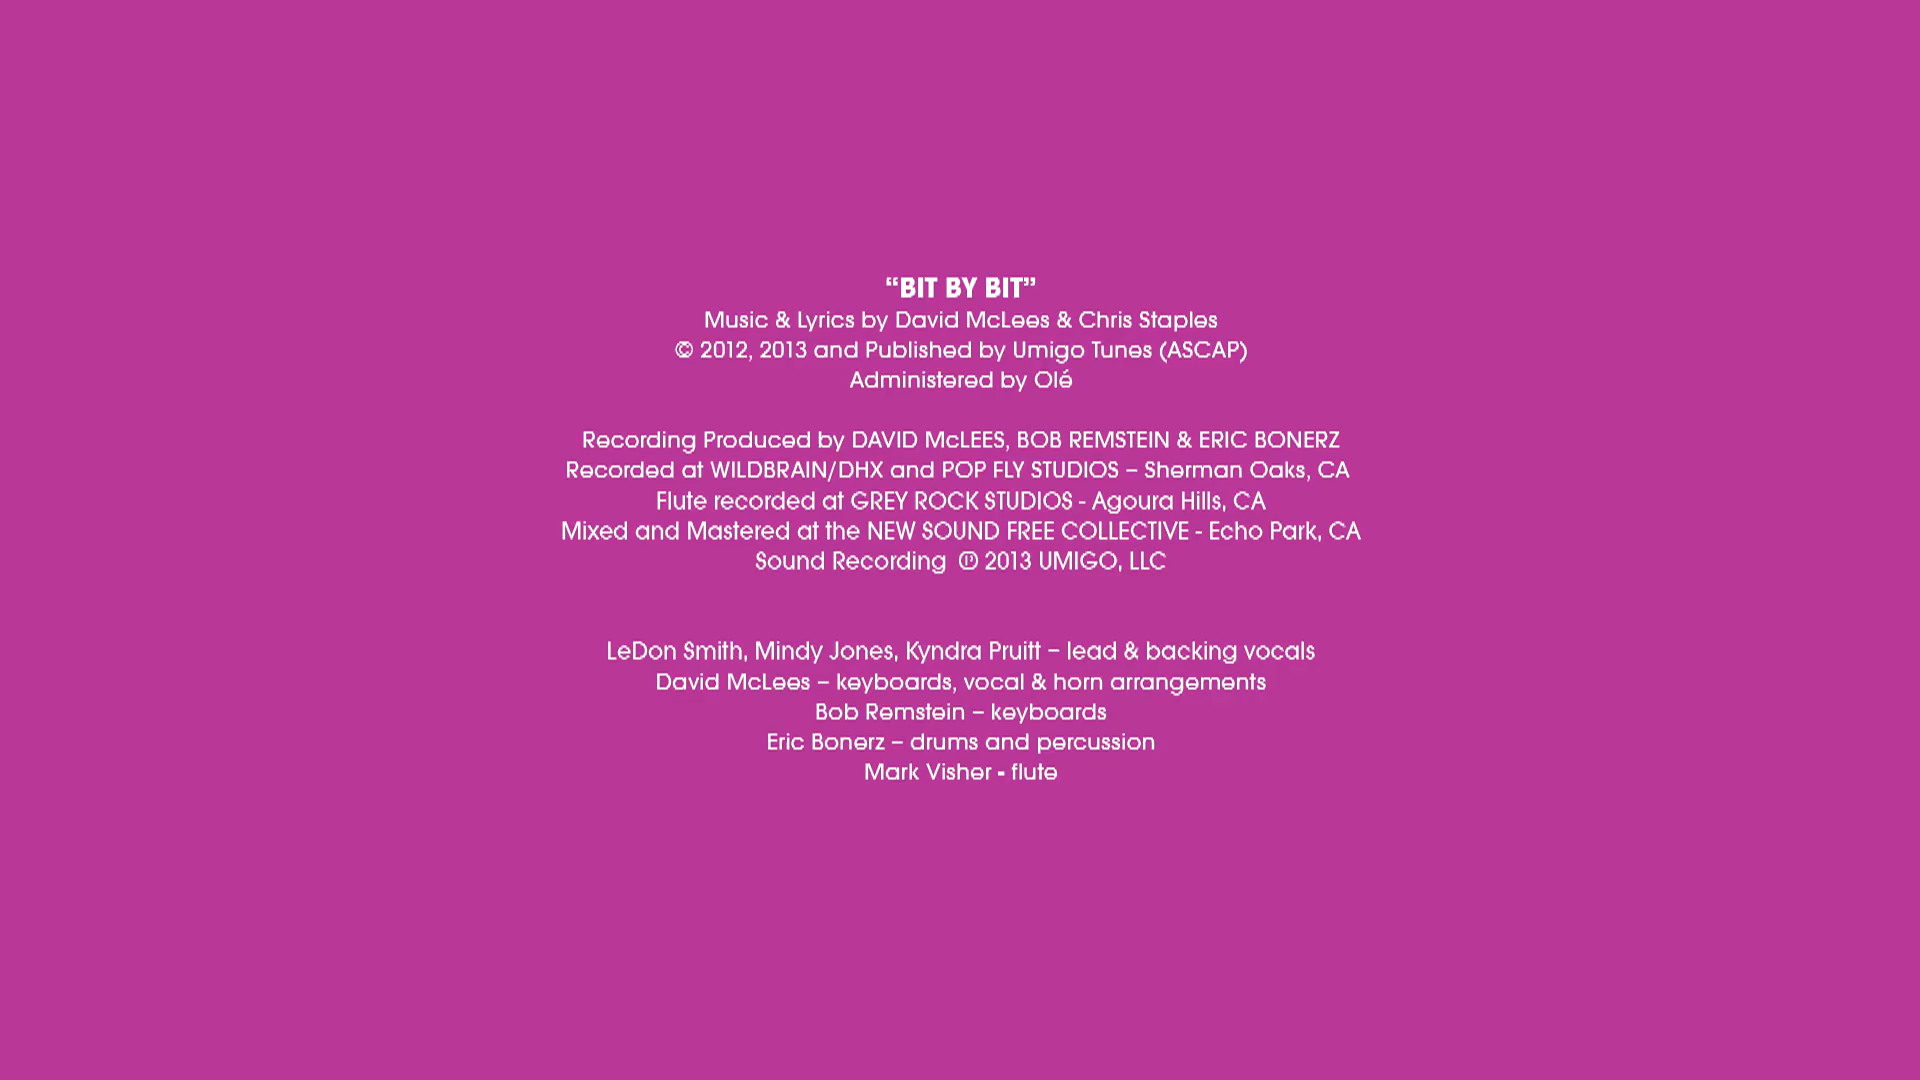 “BIT BY BIT”
Music & Lyrics by David McLees & Chris Staples
© 2012, 2013 and Published by Umigo Tunes (ASCAP)
Administered by Olé
Recording Produced by DAVID McLEES, BOB REMSTEIN & ERIC BONERZ
Recorded at WILDBRAIN/DHX and POP FLY STUDIOS – Sherman Oaks, CA
Flute recorded at GREY ROCK STUDIOS - Agoura Hills, CA
Mixed and Mastered at the NEW SOUND FREE COLLECTIVE - Echo Park, CA
Sound Recording ℗ 2013 UMIGO, LLC
LeDon Smith, Mindy Jones, Kyndra Pruitt – lead & backing vocals
David McLees – keyboards, vocal & horn arrangements
Bob Remstein – keyboards
Eric Bonerz – drums and percussion
Mark Visher - flute